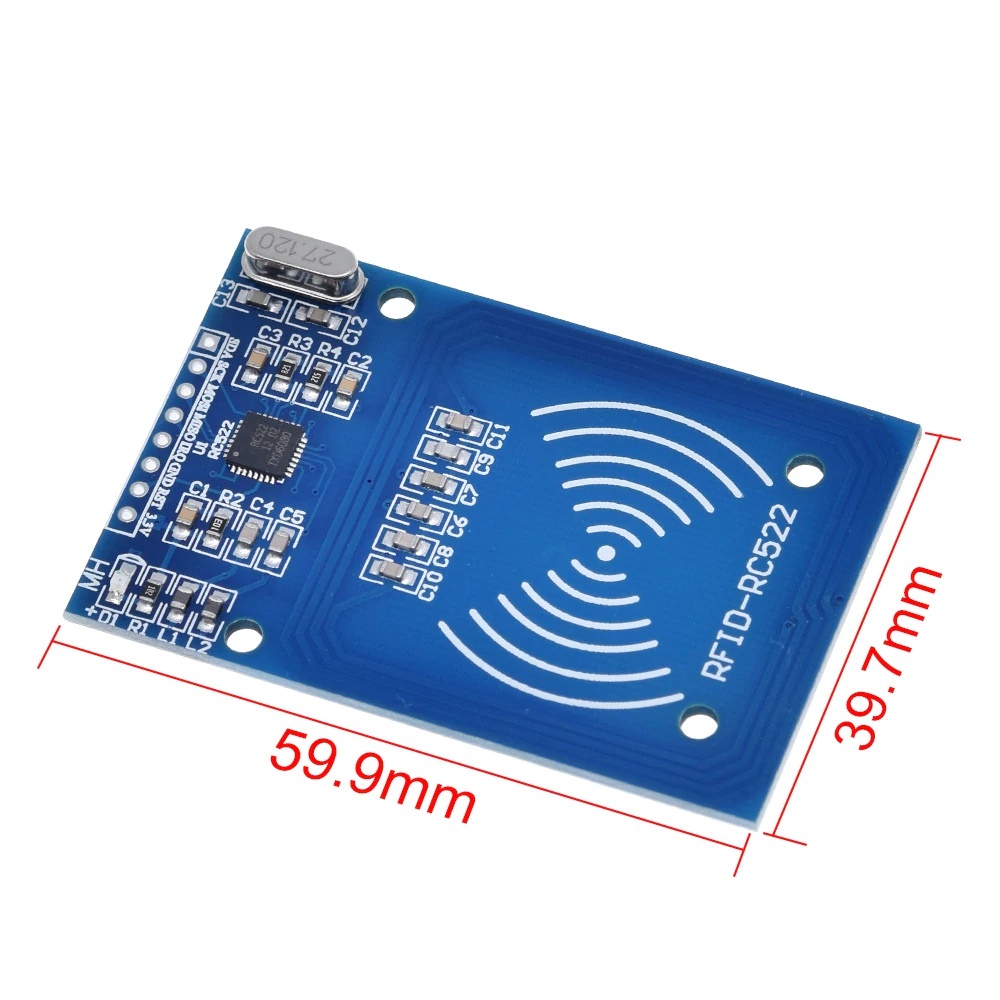 27.120
C13
C12
C3 R3 R4 C2
SDA SCK MOSI MISO IRQ GND RST 3.3V
U1
RC522
RC522
C1 R2 C4 C5
C11
C9
C7
C6
C8
C10
MH
+
D1 R1 L1 L2
RFID-RC522
59.9mm
39.7mm